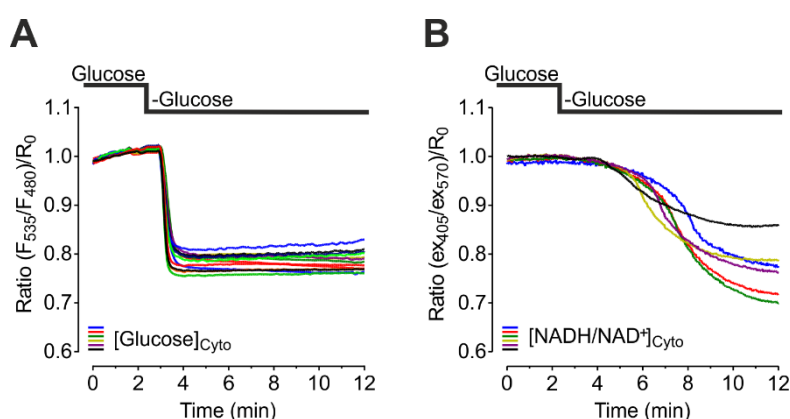 A
Glucose
-Glucose
Ratio (F535/F480)/R0
1.1
1.0
0.9
0.8
0.7
0.6
[Glucose]Cyto
0 2 4 6 8 10 12
Time (min)
B
Glucose
-Glucose
Ratio (ex405/ex570)/R0
1.1
1.0
0.9
0.8
0.7
0.6
[NADH/NAD+]Cyto
0 2 4 6 8 10 12
Time (min)